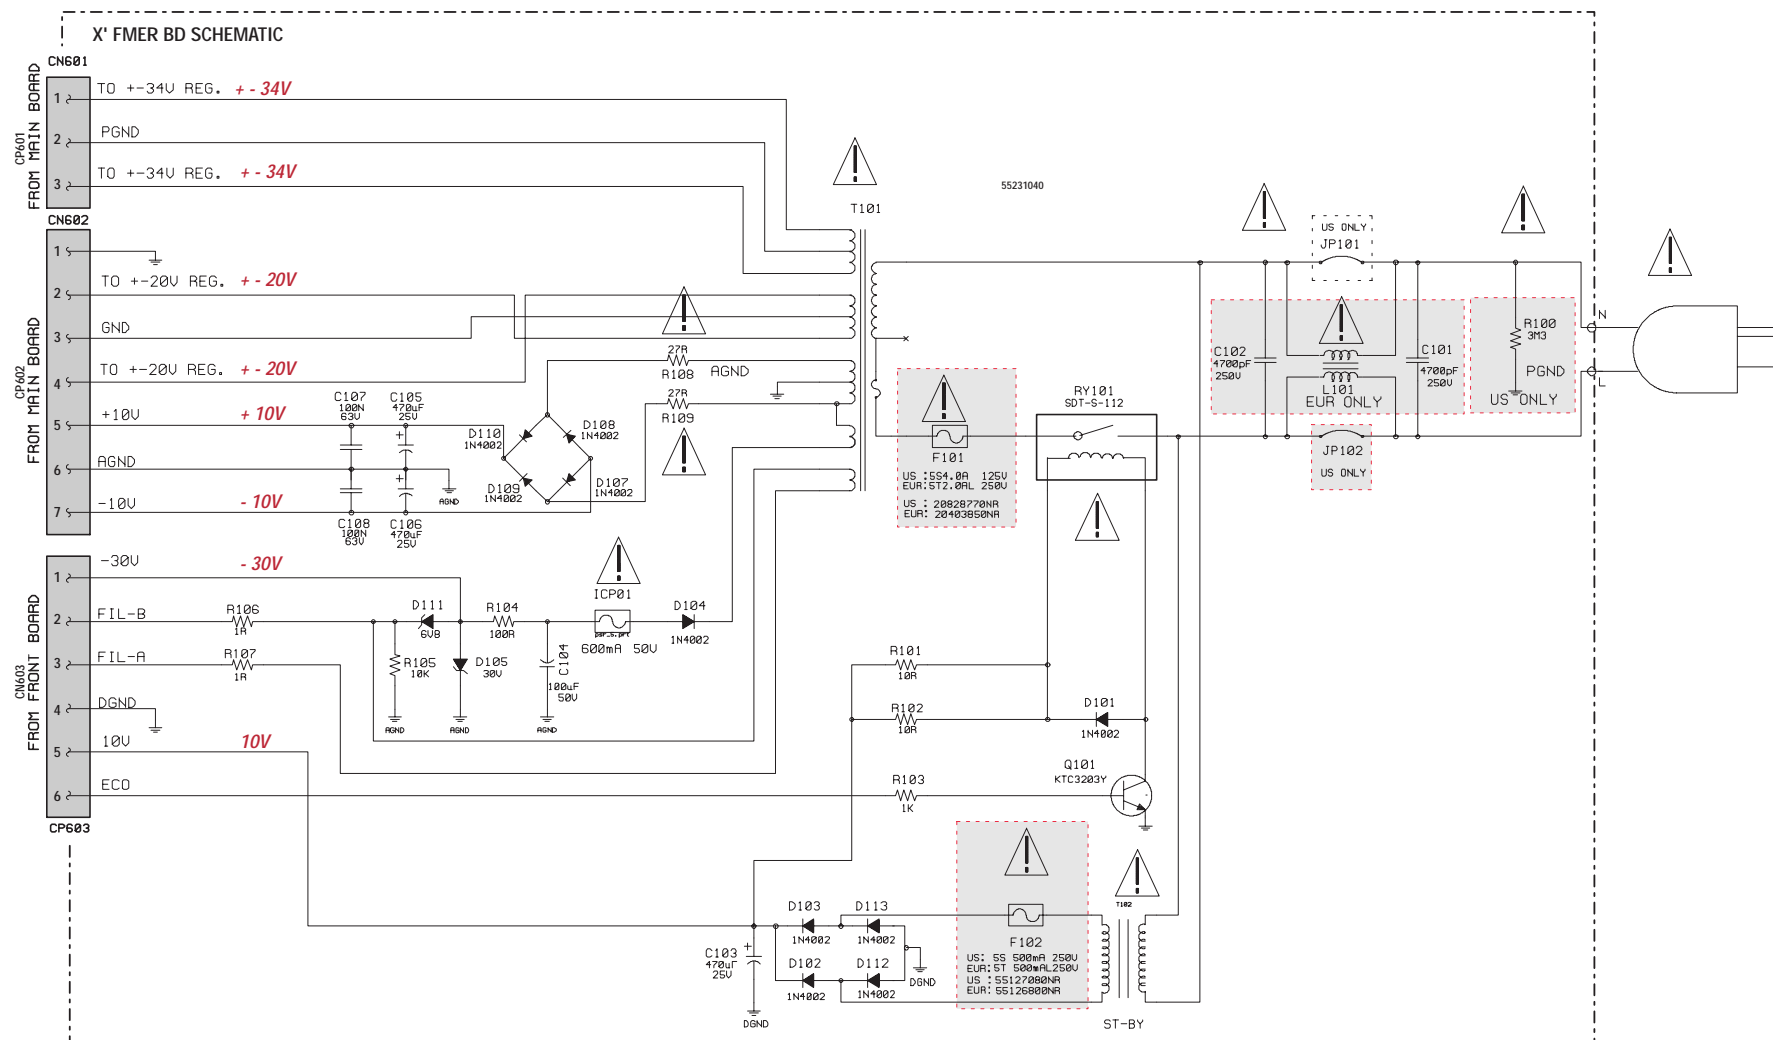 X' FMER BD SCHEMATIC
CN601
CP601
FROM MAIN BOARD
1 TO +-34V REG. + - 34V
2 PGND
3 TO +-34V REG. + - 34V
CN602
CP602
FROM MAIN BOARD
1
2 TO +-20V REG. + - 20V
3 GND
4 TO +-20V REG. + - 20V
5 +10V + 10V
6 AGND
7 -10V - 10V
CN603
FROM FRONT BOARD
1 -30V - 30V
2 FIL-B
3 FIL-A
4 DGND
5 10V 10V
6 ECO
CP603
C107
100N
63V
C105
470uF
25V
+
+
C108
100N
63V
C106
470uF
25V
AGND
D110
1N4002
D108
1N4002
D109
1N4002
D107
1N4002
27R
R108
27R
R109
AGND
T101
55231040
R106
1R
R107
1R
D111
6V8
R105
10K
AGND
R104
100R
D105
30V
AGND
C104
100uF
50V
AGND
ICP01
600mA 50V
D104
1N4002
F101
US :5S4.0A 125V
EUR:5T2.0AL 250V
US : 20828770NR
EUR: 20403850NR
RY101
SDT-S-112
US ONLY
JP101
C102
4700pF
250V
L101
EUR ONLY
C101
4700pF
250V
R100
3M3
PGND
US ONLY
N
L
JP102
US ONLY
R101
10R
R102
10R
D101
1N4002
R103
1K
Q101
KTC3203Y
D103
1N4002
D113
1N4002
D102
1N4002
D112
1N4002
C103
470uF
25V
+
DGND
DGND
F102
US: 5S 500mA 250V
EUR:5T 500mAL250V
US :55127080NR
EUR:55126800NR
T102
ST-BY